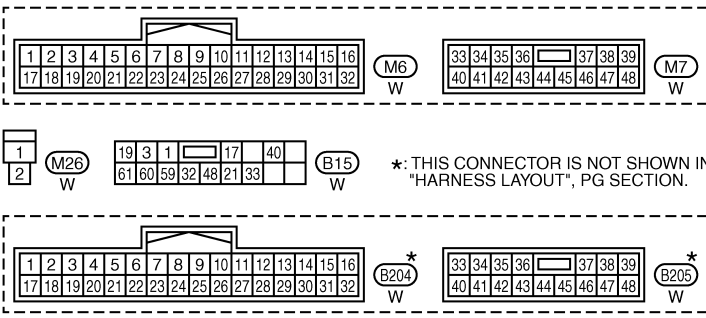 1 2 3 4 5 6 7 8 9 10 11 12 13 14 15 16
17 18 19 20 21 22 23 24 25 26 27 28 29 30 31 32
M6
W
33 34 35 36 37 38 39
40 41 42 43 44 45 46 47 48
M7
W
1
2
M26
W
19 3 1 17 40
61 60 59 32 48 21 33
B15
W
*: THIS CONNECTOR IS NOT SHOWN IN
"HARNESS LAYOUT", PG SECTION.
1 2 3 4 5 6 7 8 9 10 11 12 13 14 15 16
17 18 19 20 21 22 23 24 25 26 27 28 29 30 31 32
*
B204
W
33 34 35 36 37 38 39
40 41 42 43 44 45 46 47 48
*
B205
W